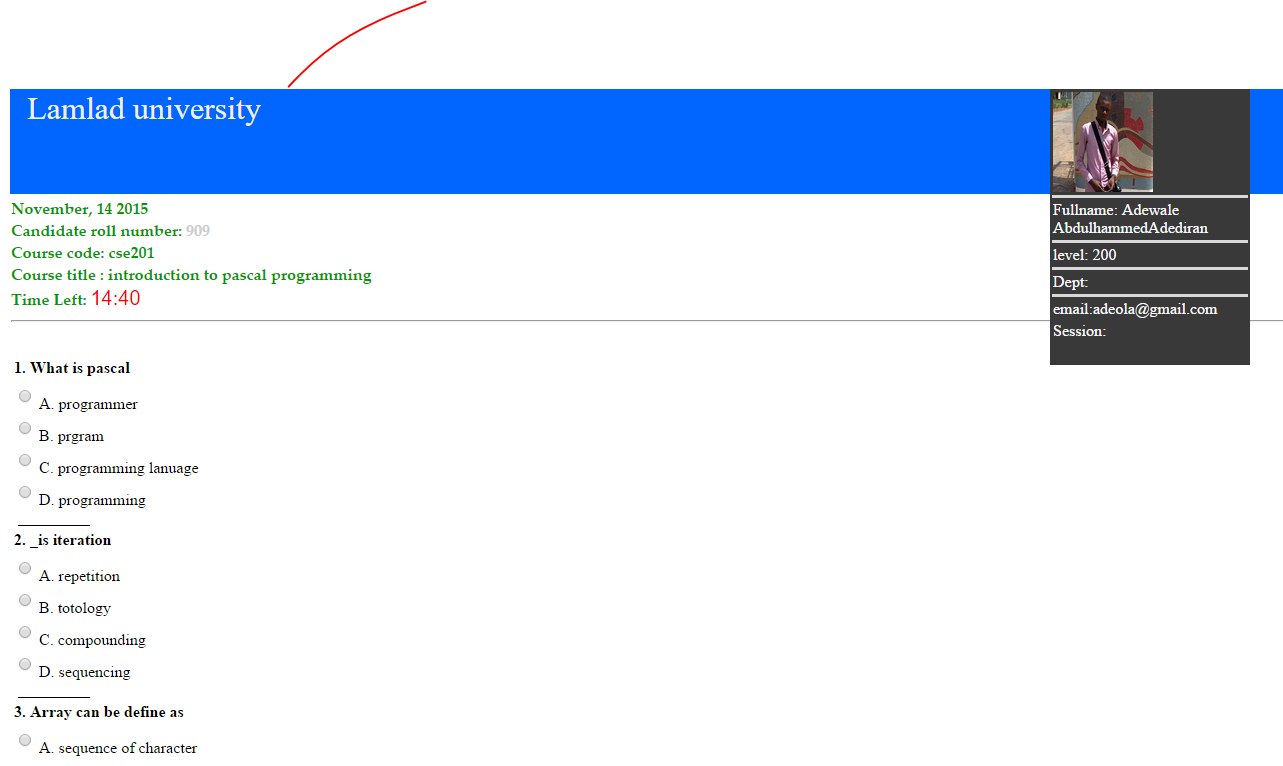 Lamlad university
November, 14 2015
Candidate roll number: 909
Course code: cse201
Course title : introduction to pascal programming
Time Left: 14:40
Fullname: Adewale
AbdulhammedAdediran
level: 200
Dept:
email:adeola@gmail.com
Session:
1. What is pascal
A. programmer
B. prgram
C. programming lanuage
D. programming
2. _is iteration
A. repetition
B. totology
C. compounding
D. sequencing
3. Array can be define as
A. sequence of character